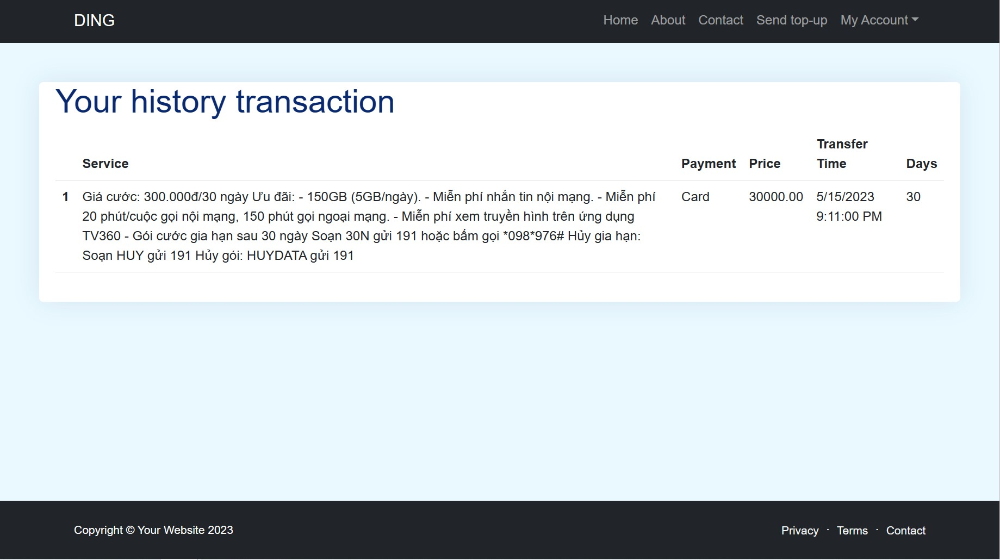 DING
Home About Contact Send top-up My Account
Your history transaction
Service Payment Price Transfer Time Days
1 Giá cước: 300.000đ/30 ngày Ưu đãi: - 150GB (5GB/ngày). - Miễn phí nhắn tin nội mạng. - Miễn phí Card 30000.00 5/15/2023 30
20 phút/cuộc gọi nội mạng, 150 phút gọi ngoại mạng. - Miễn phí xem truyền hình trên ứng dụng 9:11:00 PM
TV360 - Gói cước gia hạn sau 30 ngày Soạn 30N gửi 191 hoặc bấm gọi *098*976# Hủy gia hạn:
Soạn HUY gửi 191 Hủy gói: HUYDATA gửi 191
Copyright © Your Website 2023
Privacy · Terms · Contact